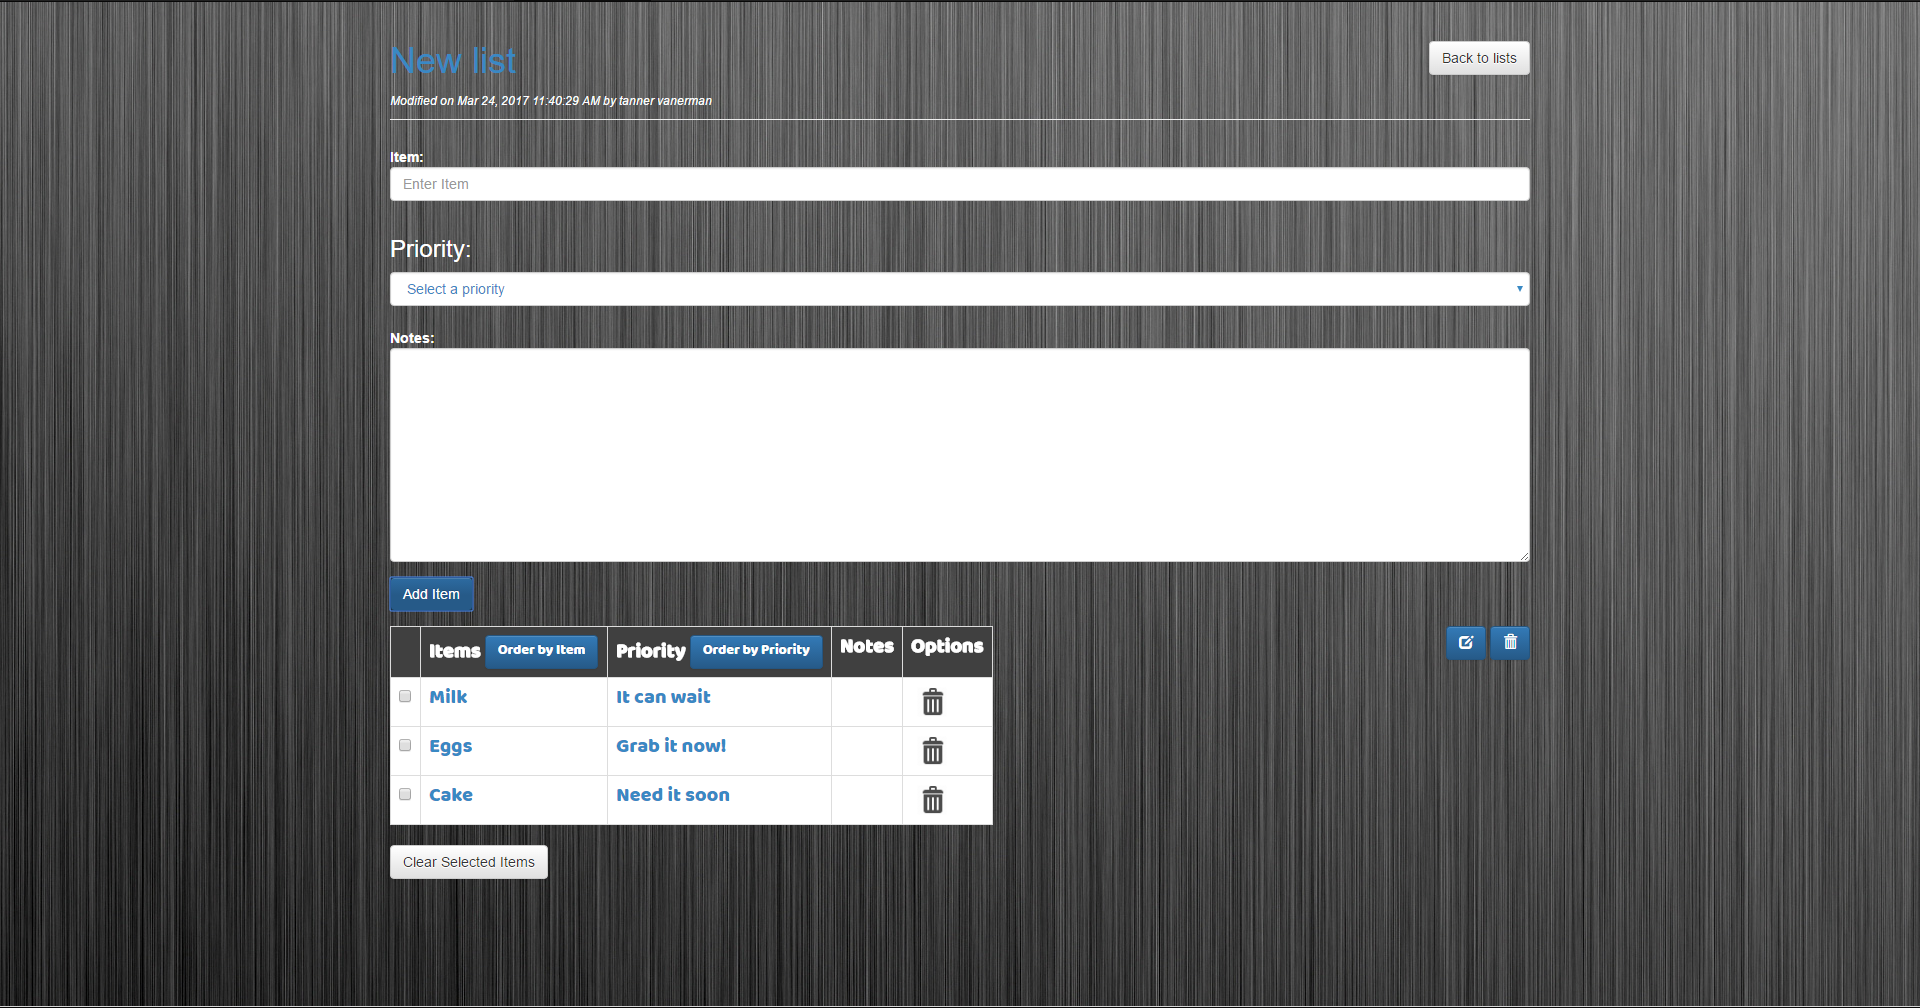 New list
Back to lists
Modified on Mar 24, 2017 11:40:29 AM by tanner vanerman
Item:
Enter Item
Priority:
Select a priority
Notes:
Add Item
Items Order by Item Priority Order by Priority Notes Options
Milk It can wait
Eggs Grab it now!
Cake Need it soon
Clear Selected Items